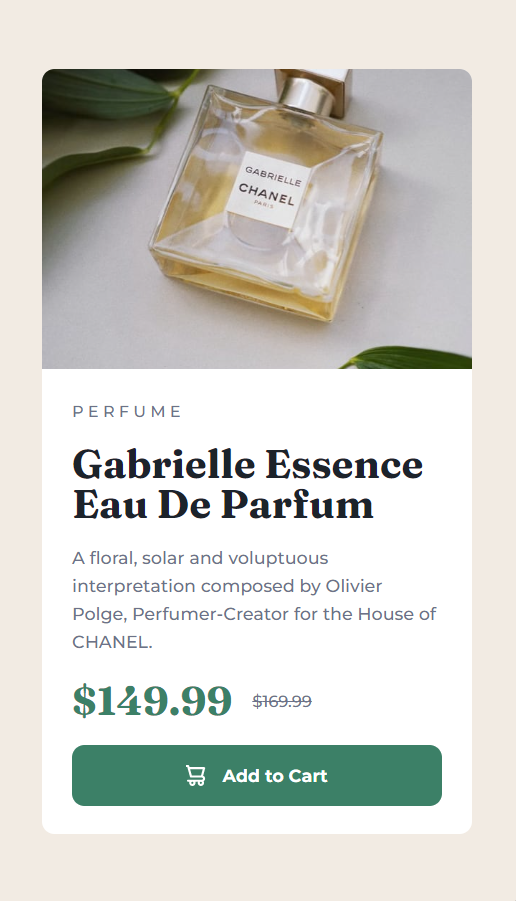 GABRIELLE
CHANEL
PARIS
PERFUME
Gabrielle Essence
Eau De Parfum
A floral, solar and voluptuous
interpretation composed by Olivier
Polge, Perfumer-Creator for the House of
CHANEL.
$149.99 $169.99
Add to Cart